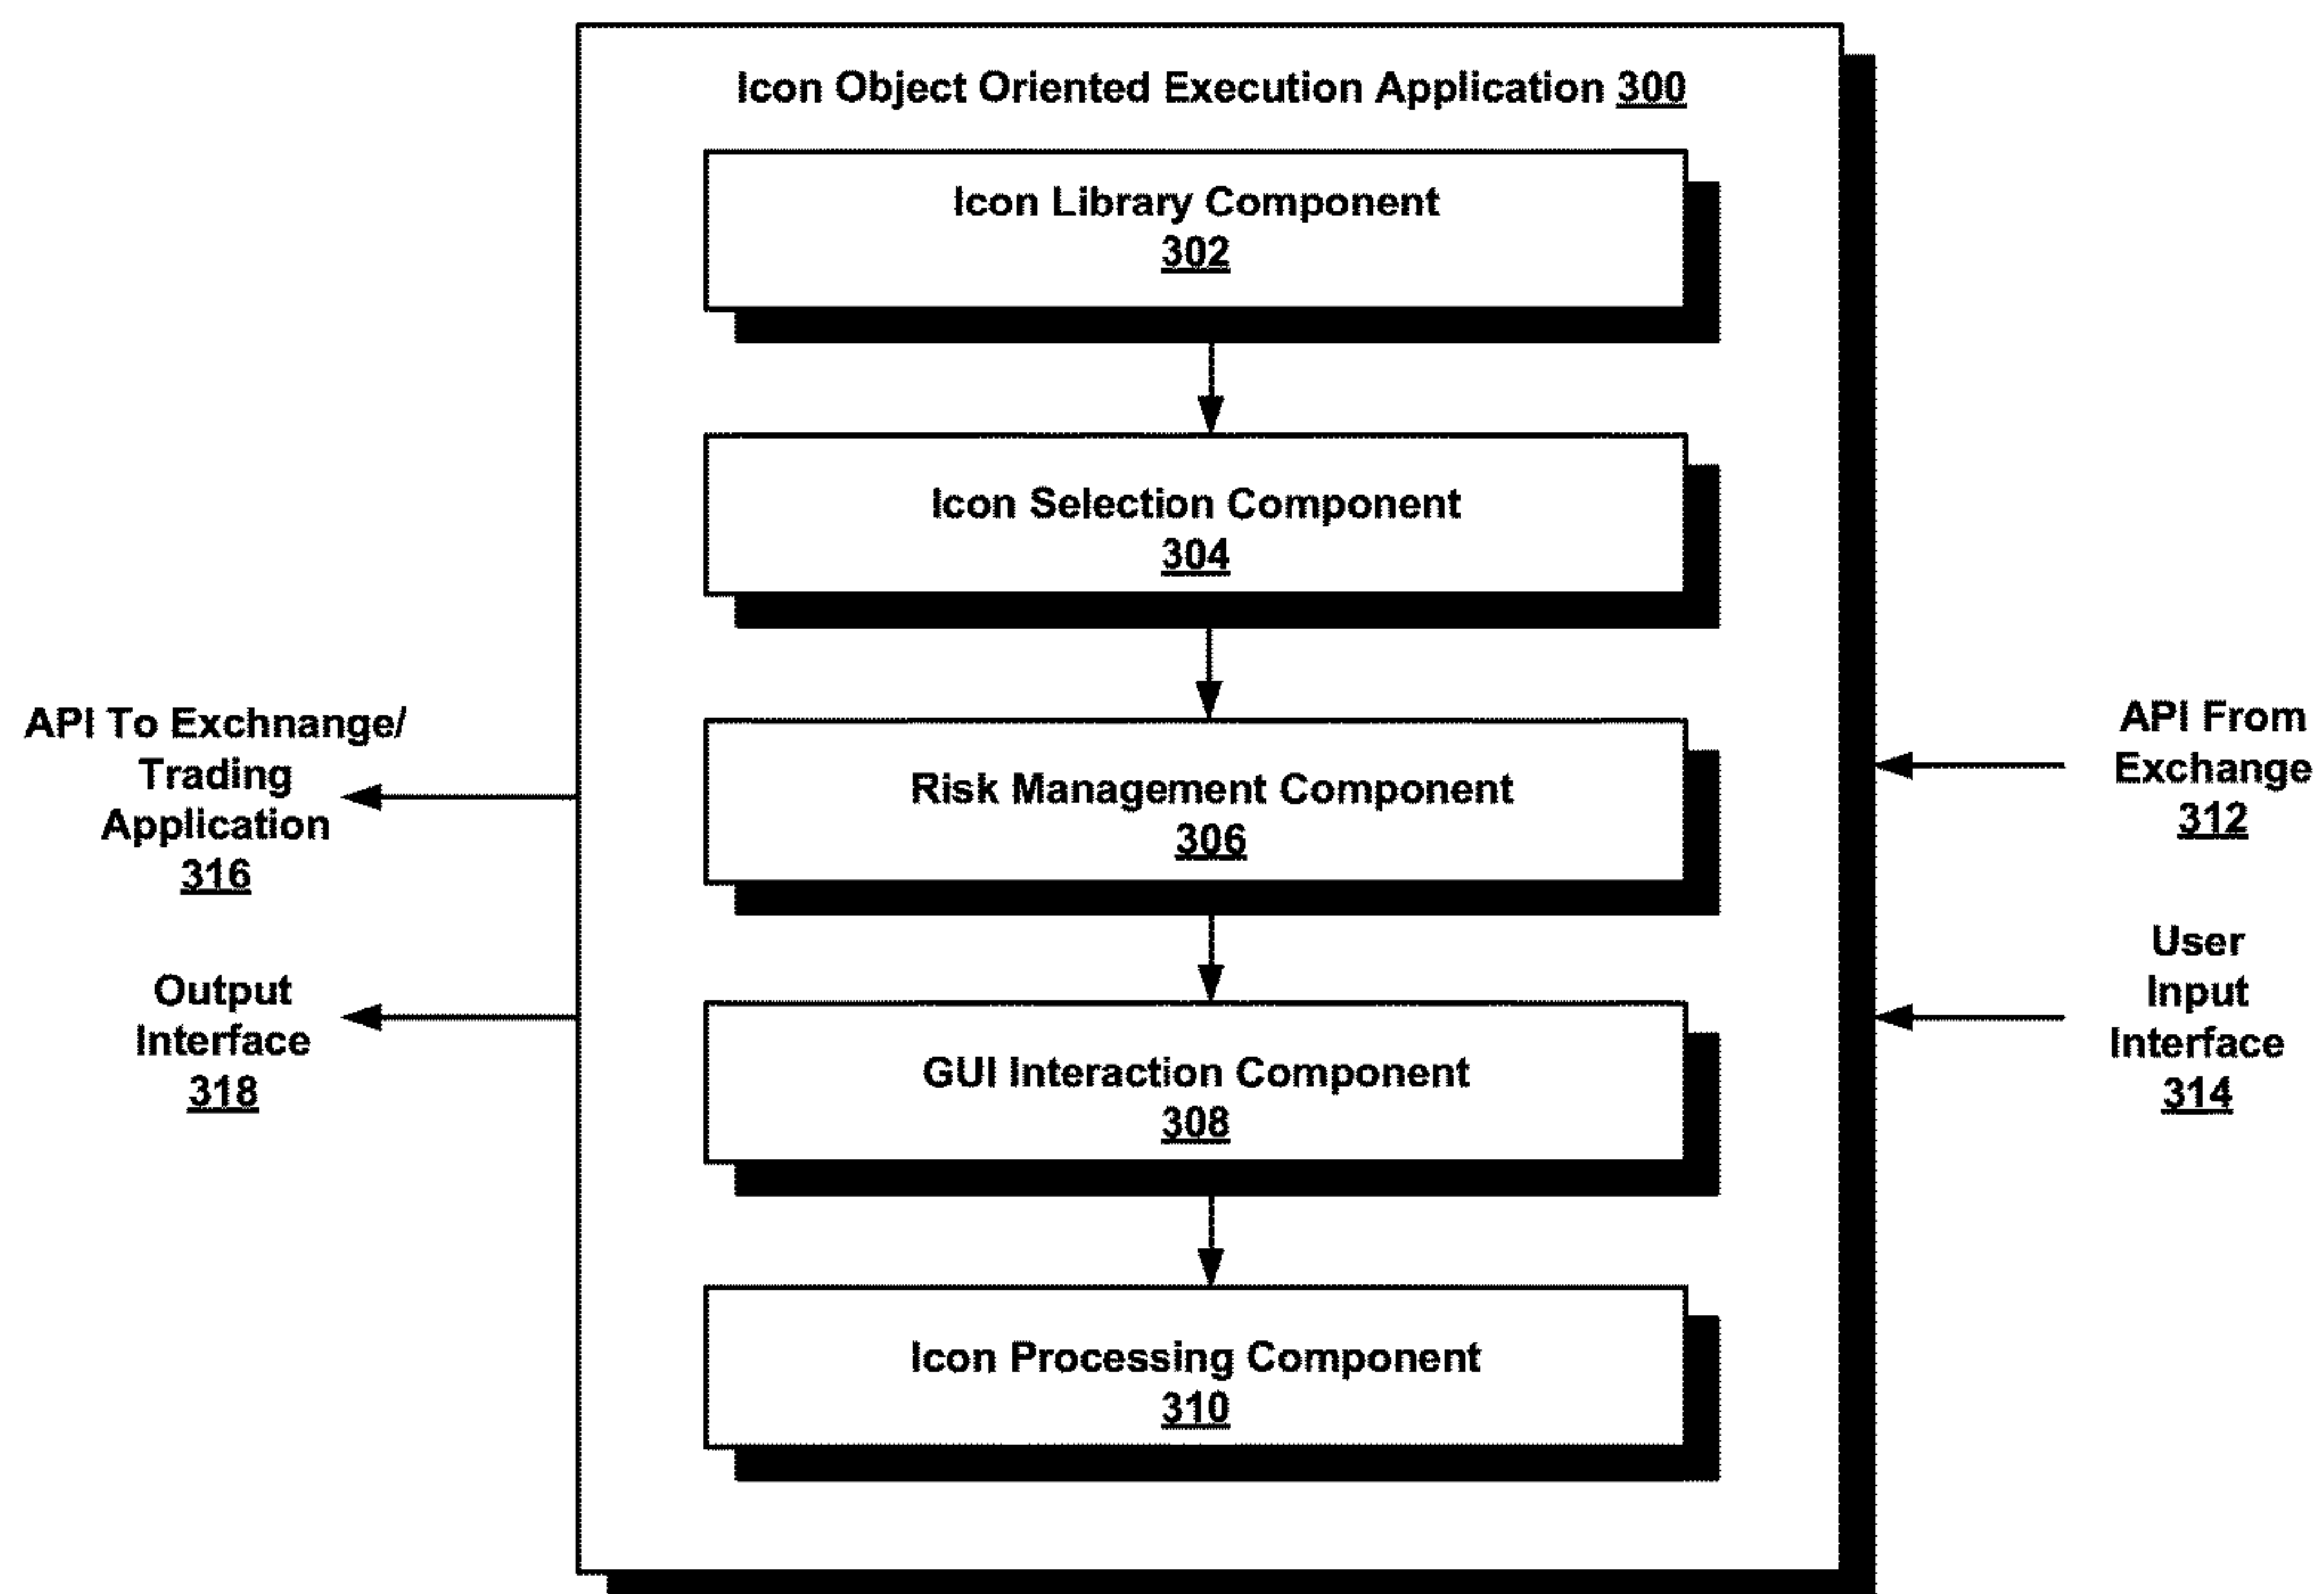 Icon Object Oriented Execution Application 300
Icon Library Component
302
Icon Selection Component
304
Risk Management Component
306
GUI Interaction Component
308
Icon Processing Component
310
API To Exchnange/
Trading
Application
316
Output
Interface
318
API From
Exchange
312
User
Input
Interface
314